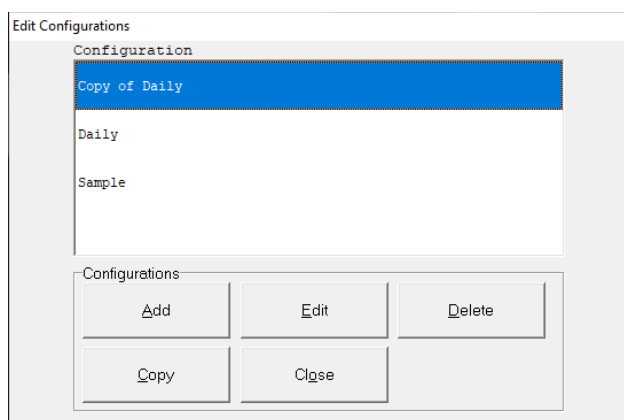 Edit Configurations
Configuration
Copy of Daily
Daily
Sample
Configurations
Add Edit Delete
Copy Close